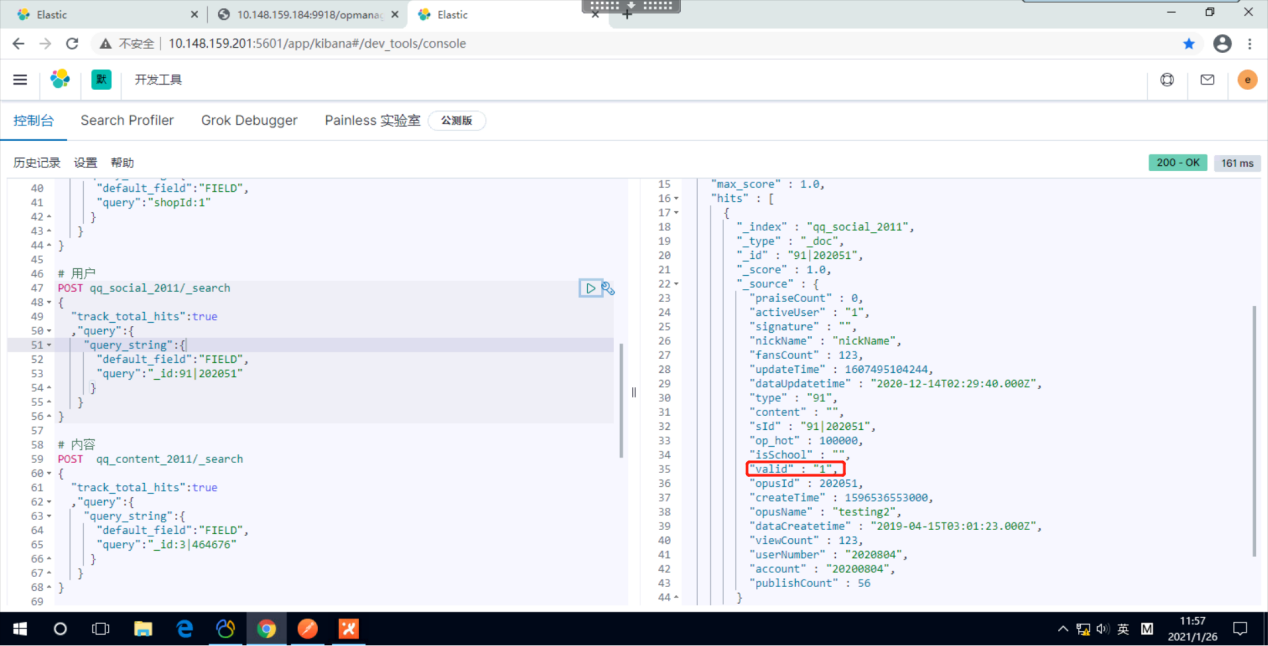 Elastic
10.148.159.184:9918/opmana
Elastic
不安全 10.148.159.201:5601/app/kibana#/dev_tools/console
默 开发工具 e
控制台 Search Profiler Grok Debugger Painless 实验室 公测版
历史记录 设置 帮助 200 - OK 161 ms
40 "default_field":"FIELD",
41 "query":"shopId:1"
42 }
43 }
44 }
45
46 # 用户
47 POST qq_social_2011/_search
48 {
49 "track_total_hits":true
50 ,"query":{
51 "query_string":{
52 "default_field":"FIELD",
53 "query":"_id:91|202051"
54 }
55 }
56 }
57
58 # 内容
59 POST qq_content_2011/_search
60 {
61 "track_total_hits":true
62 ,"query":{
63 "query_string":{
64 "default_field":"FIELD",
65 "query":"_id:3|464676"
66 }
67 }
68 }
69
15 "max_score" : 1.0,
16 "hits" : [
17 {
18 "_index" : "qq_social_2011",
19 "_type" : "_doc",
20 "_id" : "91|202051",
21 "_score" : 1.0,
22 "_source" : {
23 "praiseCount" : 0,
24 "activeUser" : "1",
25 "signature" : "",
26 "nickName" : "nickName",
27 "fansCount" : 123,
28 "updateTime" : 1607495104244,
29 "dataUpdatetime" : "2020-12-14T02:29:40.000Z",
30 "type" : "91",
31 "content" : "",
32 "sId" : "91|202051",
33 "op_hot" : 100000,
34 "isSchool" : "",
35 "valid" : "1",
36 "opusId" : 202051,
37 "createTime" : 1596536553000,
38 "opusName" : "testing2",
39 "dataCreatetime" : "2019-04-15T03:01:23.000Z",
40 "viewCount" : 123,
41 "userNumber" : "2020804",
42 "account" : "20200804",
43 "publishCount" : 56
44 }
英 M 11:57
2021/1/26